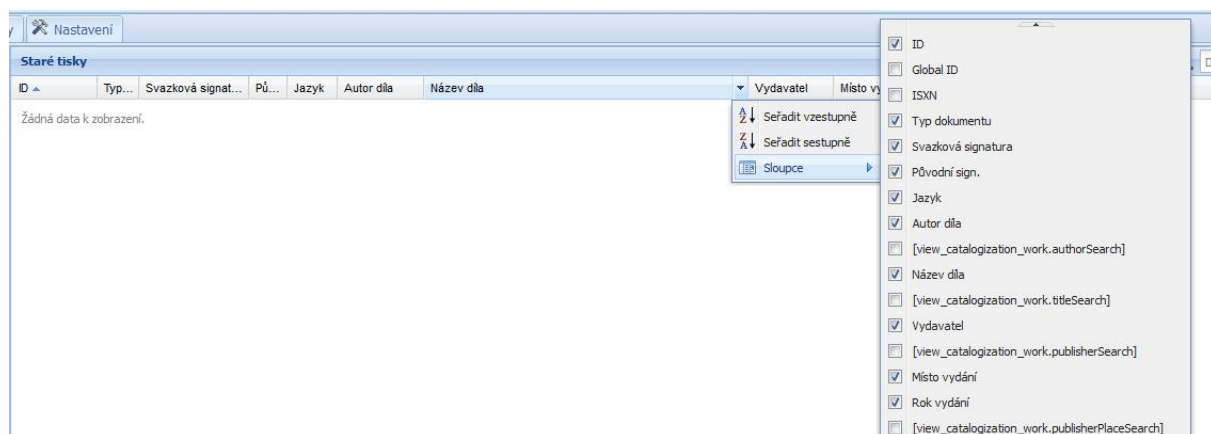 Nastavení
Staré tisky
ID Typ... Svazková signat... Pů... Jazyk Autor díla Název díla Vydavatel Místo vy
Žádná data k zobrazení.
Seřadit vzestupně
Seřadit sestupně
Sloupce
ID
Global ID
ISXN
Typ dokumentu
Svazková signatura
Původní sign.
Jazyk
Autor díla
[view_catalogization_work.authorSearch]
Název díla
[view_catalogization_work.titleSearch]
Vydavatel
[view_catalogization_work.publisherSearch]
Místo vydání
Rok vydání
[view_catalogization_work.publisherPlaceSearch]